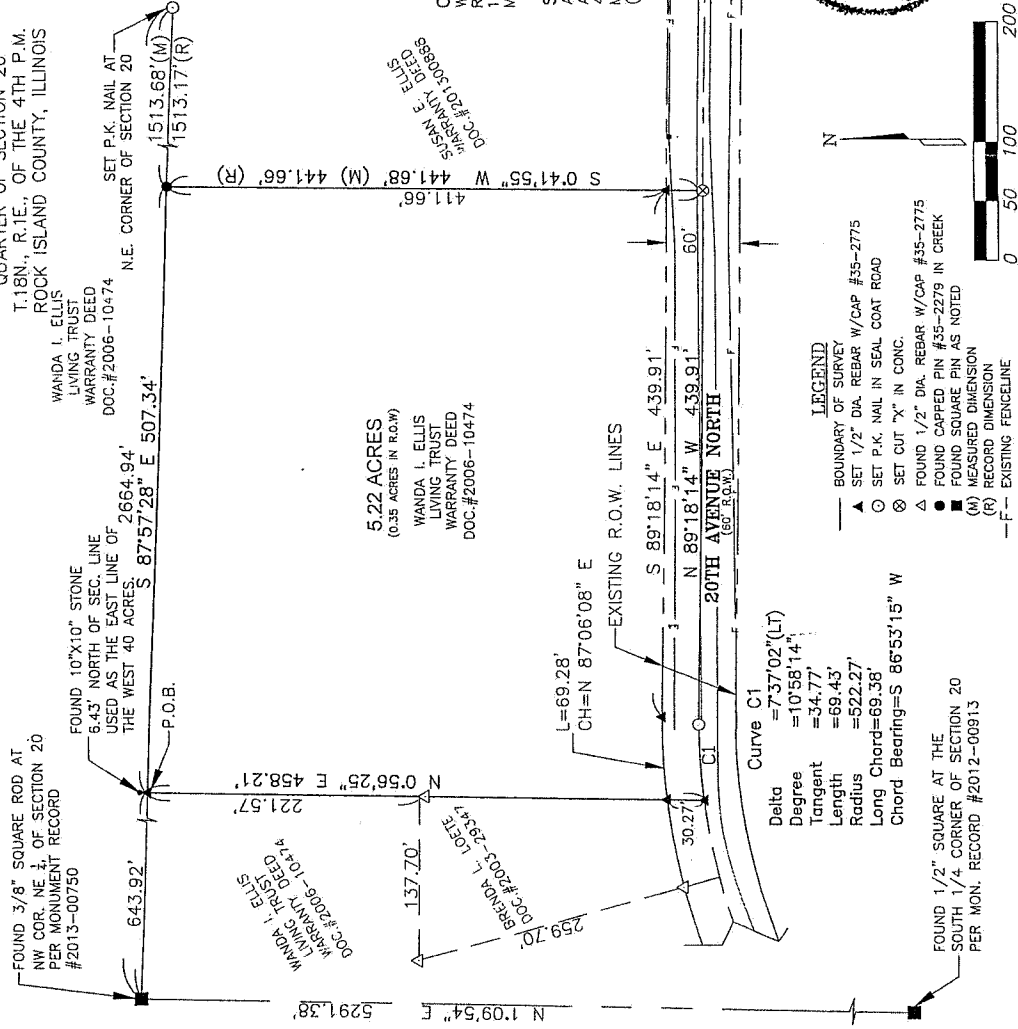 QUARTER OF SECTION 20
T.18N., R.1E., OF THE 4TH P.M.
ROCK ISLAND COUNTY, ILLINOIS
FOUND 3/8" SQUARE ROD AT
NW COR. NE ¼, OF SECTION 20
PER MONUMENT RECORD
#2013-00750
FOUND 10"X10" STONE
6.43' NORTH OF SEC. LINE
USED AS THE EAST LINE OF
THE WEST 40 ACRES.
WANDA I. ELLIS
LIVING TRUST
WARRANTY DEED
DOC.#2006-10474
SET P.K. NAIL AT
N.E. CORNER OF SECTION 20
643.92'
P.O.B.
2664.94'
S 87°57'28" E 507.34'
1513.68'(M)
1513.17'(R)
WANDA I. ELLIS
LIVING TRUST
WARRANTY DEED
DOC.#2006-10474
N 0°56'25" E 458.21'
221.57'
137.70'
BRENDA L. LOETE
DOC.#2003-29347
259.70'
30.27'
5.22 ACRES
(0.35 ACRES IN R.O.W)
WANDA I. ELLIS
LIVING TRUST
WARRANTY DEED
DOC.#2006-10474
S 0°41'55" W 441.68' (M) 441.66' (R)
411.66'
SUSAN E. ELLIS
WARRANTY DEED
DOC.#201300888
N 1°09'54" E
5291.38'
L=69.28'
CH=N 87°06'08" E
EXISTING R.O.W. LINES
S 89°18'14" E 439.91'
N 89°18'14" W 439.91'
20TH AVENUE NORTH
(60' R.O.W.)
60'
C1
Curve C1
Delta =7°37'02"(LT)
Degree =10°58'14"
Tangent =34.77'
Length =69.43'
Radius =522.27'
Long Chord=69.38'
Chord Bearing=S 86°53'15" W
FOUND 1/2" SQUARE AT THE
SOUTH 1/4 CORNER OF SECTION 20
PER MON. RECORD #2012-00913
LEGEND
BOUNDARY OF SURVEY
SET 1/2" DIA. REBAR W/CAP #35-2775
SET P.K. NAIL IN SEAL COAT ROAD
SET CUT "X" IN CONC.
FOUND 1/2" DIA. REBAR W/CAP #35-2775
FOUND CAPPED PIN #35-2279 IN CREEK
FOUND SQUARE PIN AS NOTED
(M) MEASURED DIMENSION
(R) RECORD DIMENSION
F EXISTING FENCELINE
N
0 50 100 200